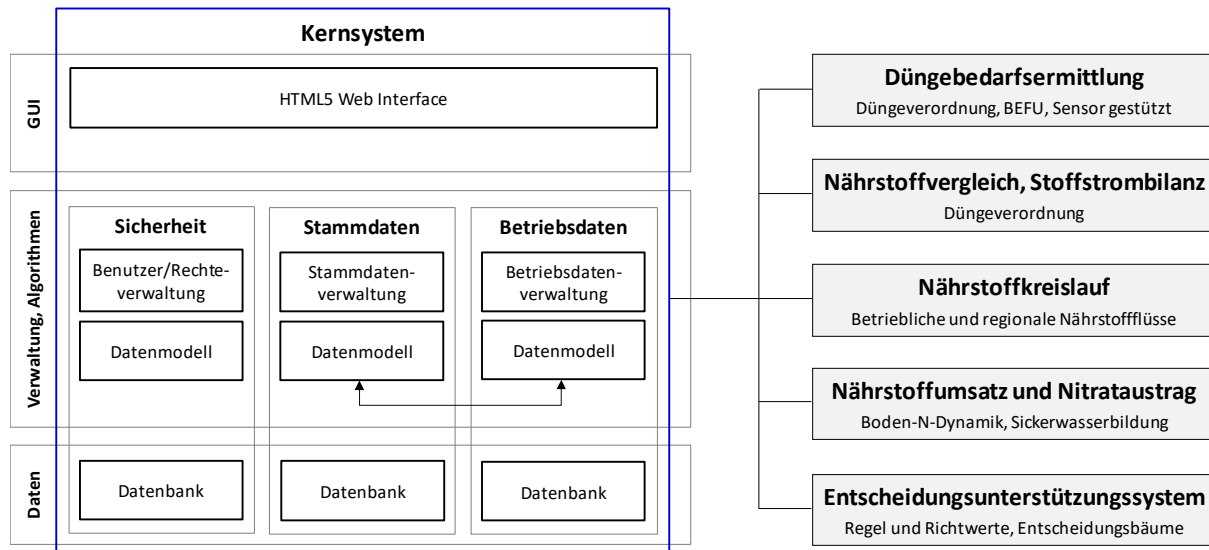 Kernsystem
GUI
HTML5 Web Interface
Verwaltung, Algorithmen
Sicherheit
Benutzer/Rechte-
verwaltung
Datenmodell
Stammdaten
Stammdaten-
verwaltung
Datenmodell
Betriebsdaten
Betriebsdaten-
verwaltung
Datenmodell
Daten
Datenbank
Datenbank
Datenbank
Düngebedarfsermittlung
Düngeverordnung, BEFU, Sensor gestützt
Nährstoffvergleich, Stoffstrombilanz
Düngeverordnung
Nährstoffkreislauf
Betriebliche und regionale Nährstoffflüsse
Nährstoffumsatz und Nitrataustrag
Boden-N-Dynamik, Sickerwasserbildung
Entscheidungsunterstützungssystem
Regel und Richtwerte, Entscheidungsbäume